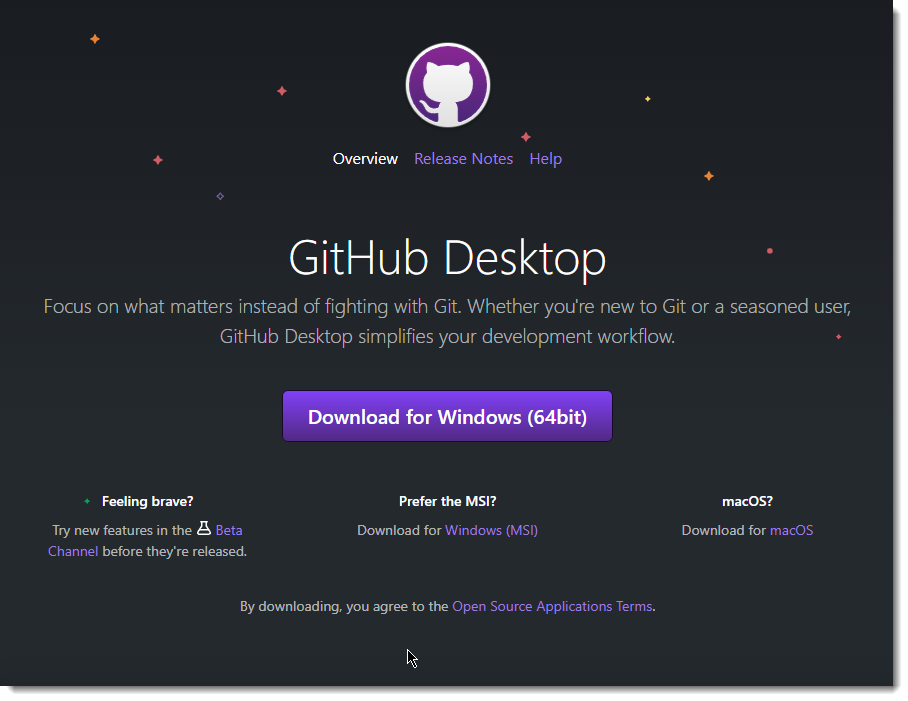 Overview Release Notes Help
GitHub Desktop
Focus on what matters instead of fighting with Git. Whether you're new to Git or a seasoned user,
GitHub Desktop simplifies your development workflow.
Download for Windows (64bit)
Feeling brave?
Try new features in the Beta
Channel before they're released.
Prefer the MSI?
Download for Windows (MSI)
macOS?
Download for macOS
By downloading, you agree to the Open Source Applications Terms.